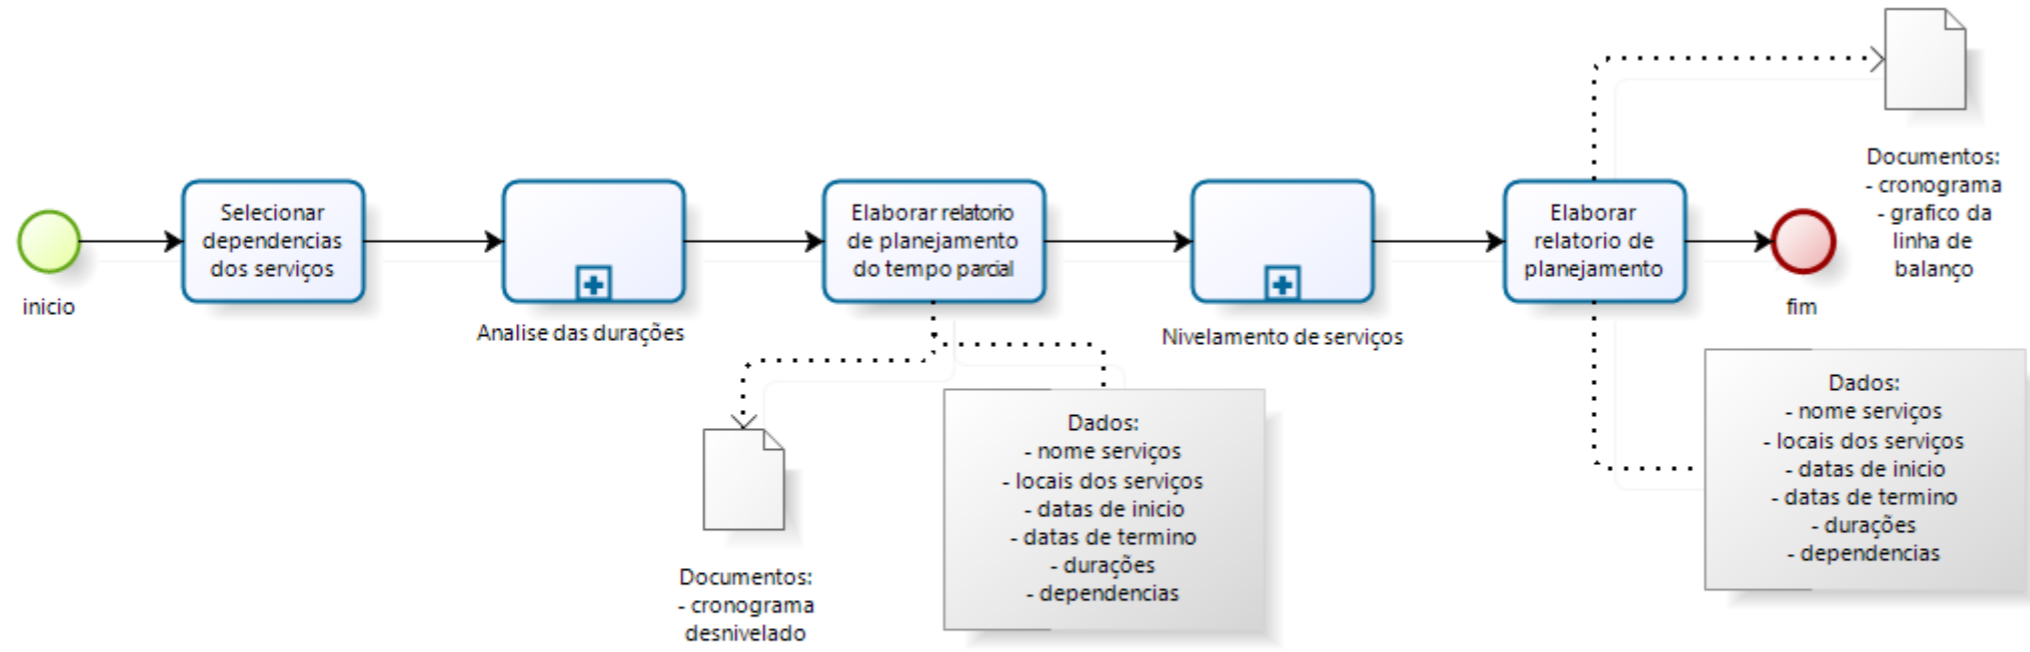 Selecionar
dependencias
dos serviços
Elaborar relatorio
de planejamento
do tempo parcial
Elaborar
relatorio de
planejamento
inicio
Analise das durações
Nivelamento de serviços
fim
Documentos:
- cronograma
- grafico da
linha de
balanço
Documentos:
- cronograma
desnivelado
Dados:
- nome serviços
- locais dos serviços
- datas de inicio
- datas de termino
- durações
- dependencias
Dados:
- nome serviços
- locais dos serviços
- datas de inicio
- datas de termino
- durações
- dependencias